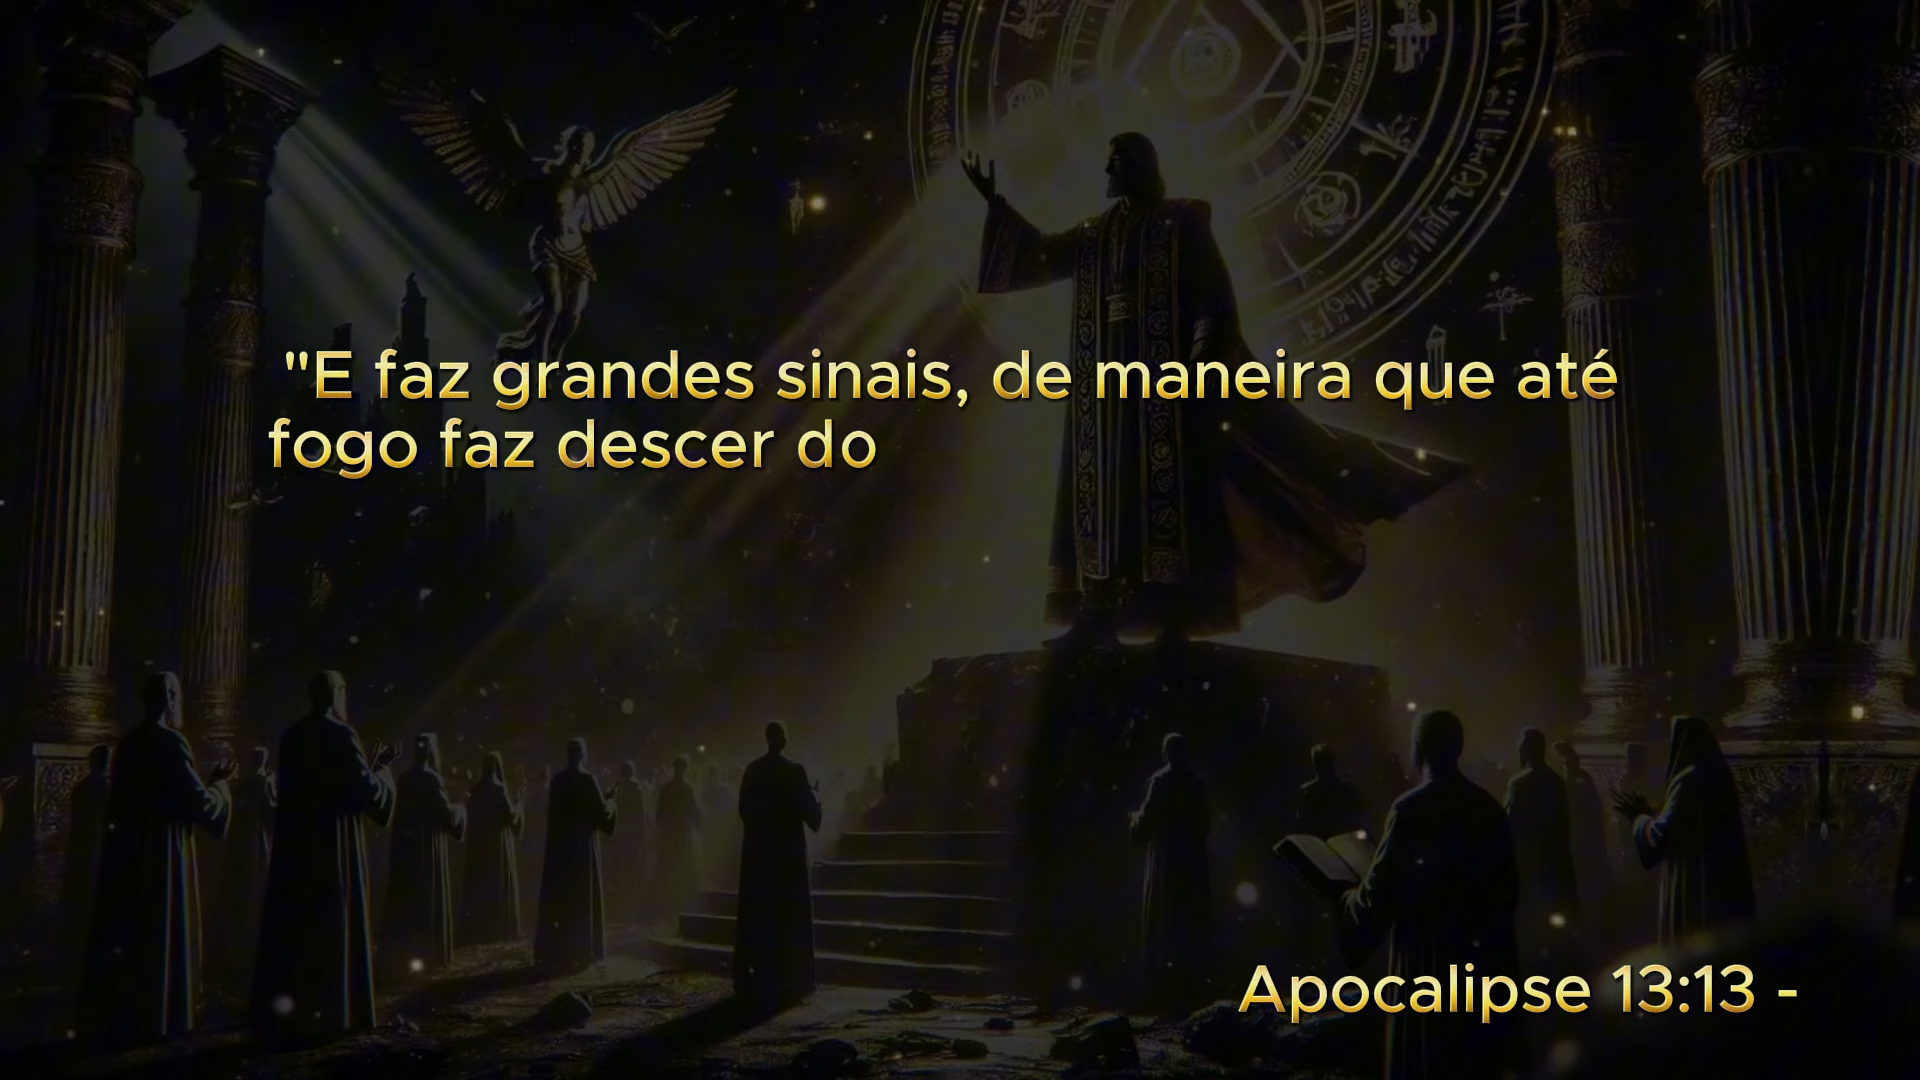 "E faz grandes sinais, de maneira que até
fogo faz descer do
Apocalipse 13:13 -